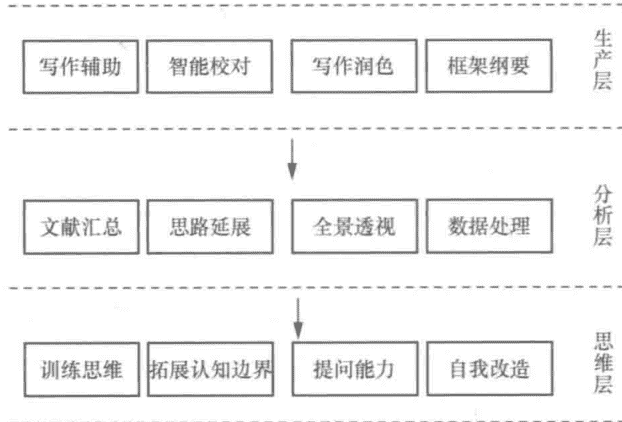 写作辅助 智能校对 写作润色 框架纲要
生产层
文献汇总 思路延展 全景透视 数据处理
分析层
训练思维 拓展认知边界 提问能力 自我改造
思维层